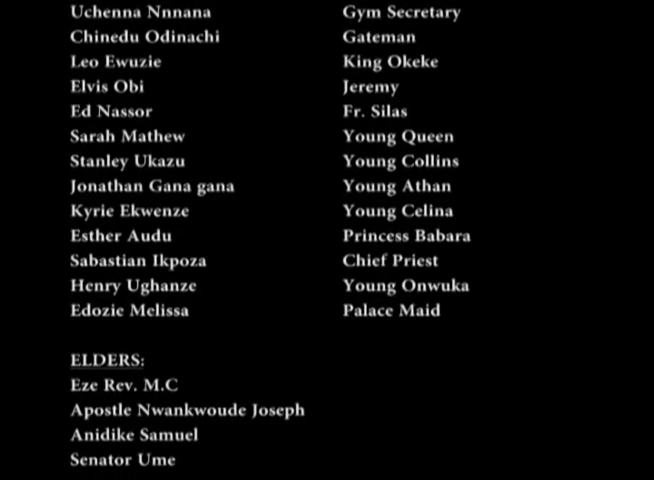 Uchenna Nnnana Gym Secretary
Chinedu Odinachi Gateman
Leo Ewuzie King Okeke
Elvis Obi Jeremy
Ed Nassor Fr. Silas
Sarah Mathew Young Queen
Stanley Ukazu Young Collins
Jonathan Gana gana Young Athan
Kyrie Ekwenze Young Celina
Esther Audu Princess Babara
Sabastian Ikpoza Chief Priest
Henry Ughanze Young Onwuka
Edozie Melissa Palace Maid
ELDERS:
Eze Rev. M.C
Apostle Nwankwoude Joseph
Anidike Samuel
Senator Ume